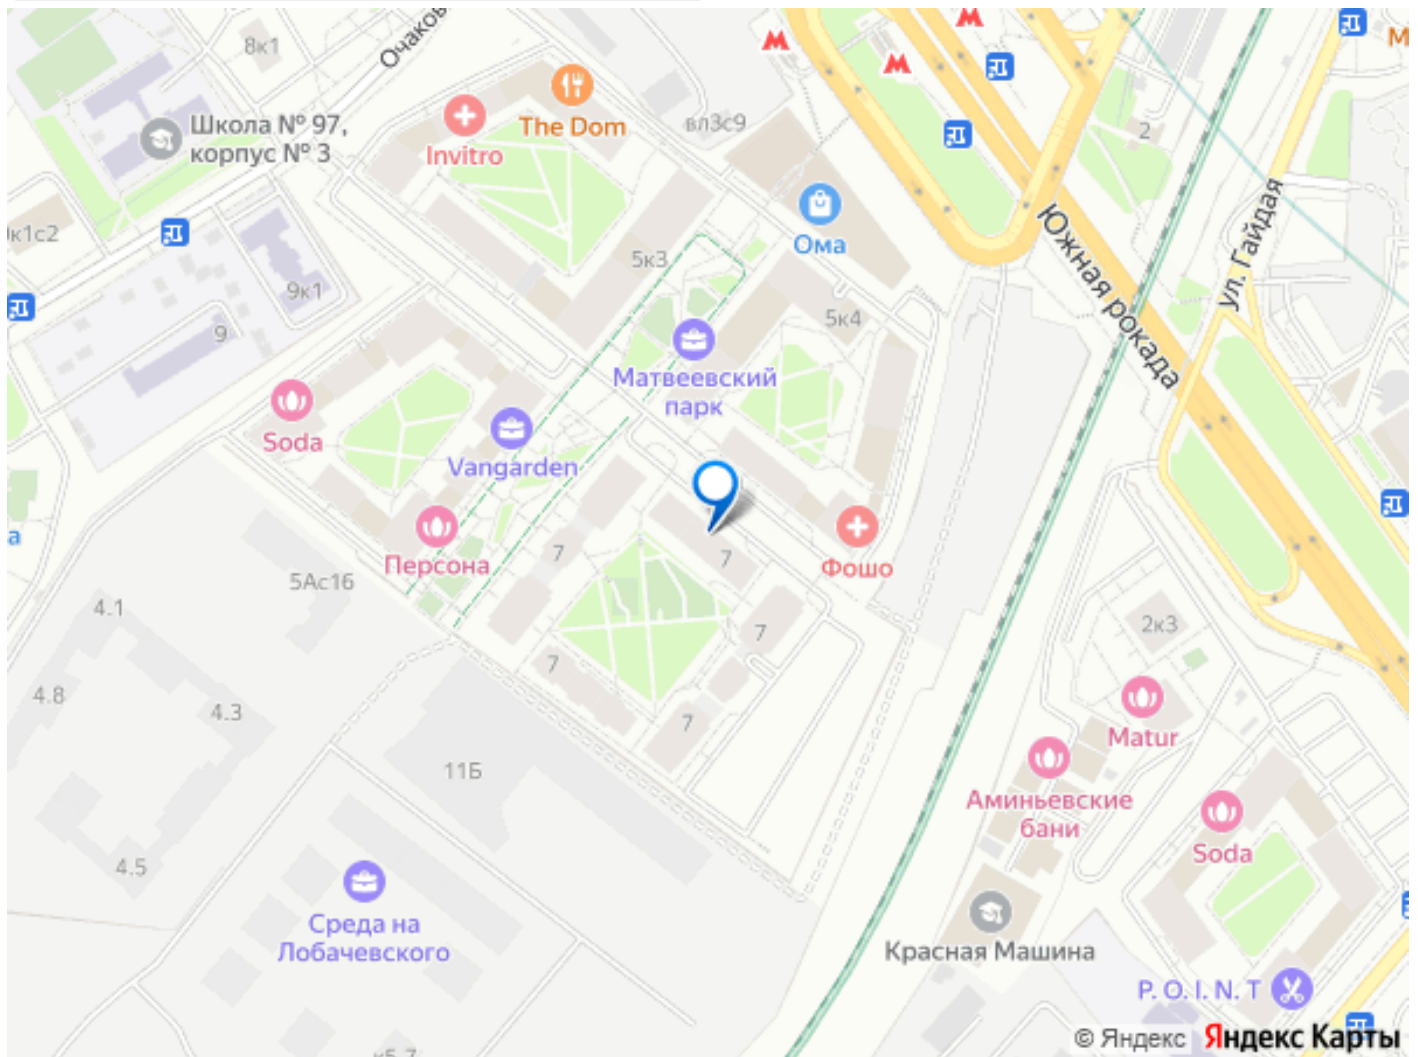 8к1
Очаков
М
Школа № 97,
корпус № 3
The Dom
Invitro
вл3с9
2
Ома
Южная рокада
ул. Гайдая
к1с2
5к3
9к1
9
5к4
Матвеевский
парк
Soda
Vangarden
а
Персона
7
7
Фошо
5Ас16
4.1
7
2к3
7
4.8
4.3
7
Matur
11Б
Аминьевские
бани
4.5
Soda
Среда на
Лобачевского
Красная Машина
P. O. I. N. T
© Яндекс Яндекс Карты
к5-7